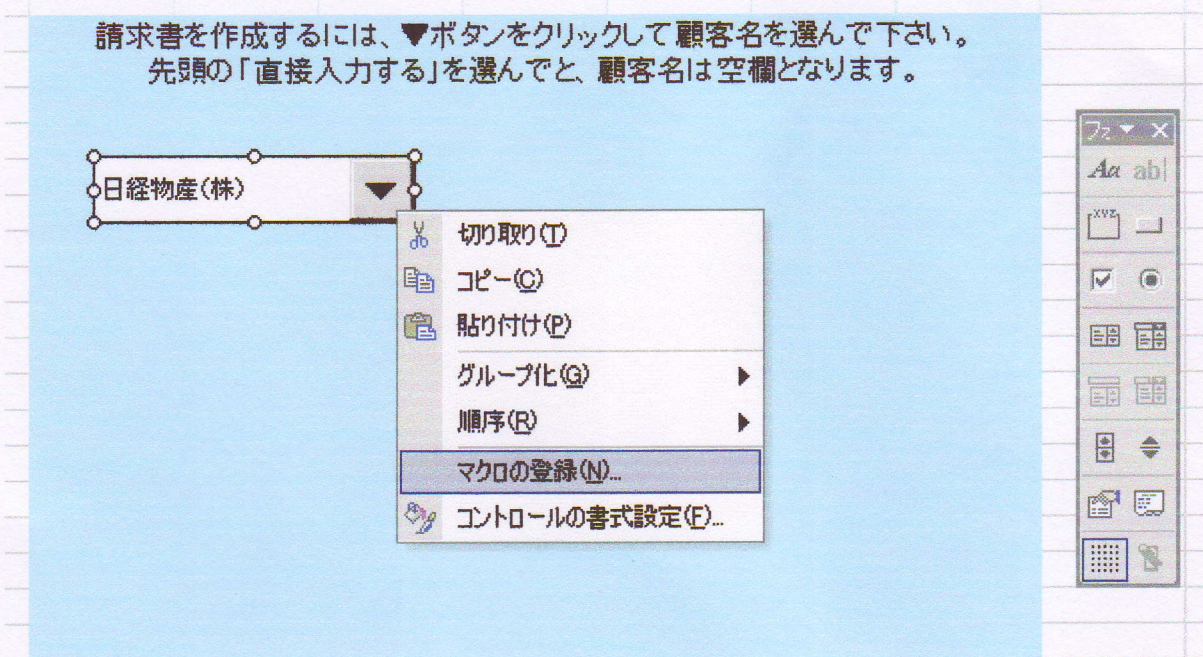 請求書を作成するには、▼ボタンをクリックして顧客名を選んで下さい。
先頭の「直接入力する」を選んでと、顧客名は空欄となります。
日経物産(株)
切り取り(T)
コピー(C)
貼り付け(P)
グループ化(G)
順序(R)
マクロの登録(N)...
コントロールの書式設定(F)...
フォ
Aa ab|
XYZ